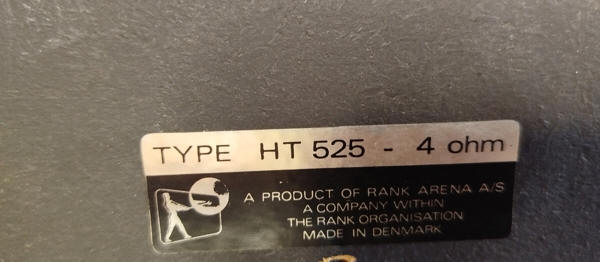 TYPE HT 525 - 4 ohm
A PRODUCT OF RANK ARENA A/S
A COMPANY WITHIN
THE RANK ORGANISATION
MADE IN DENMARK